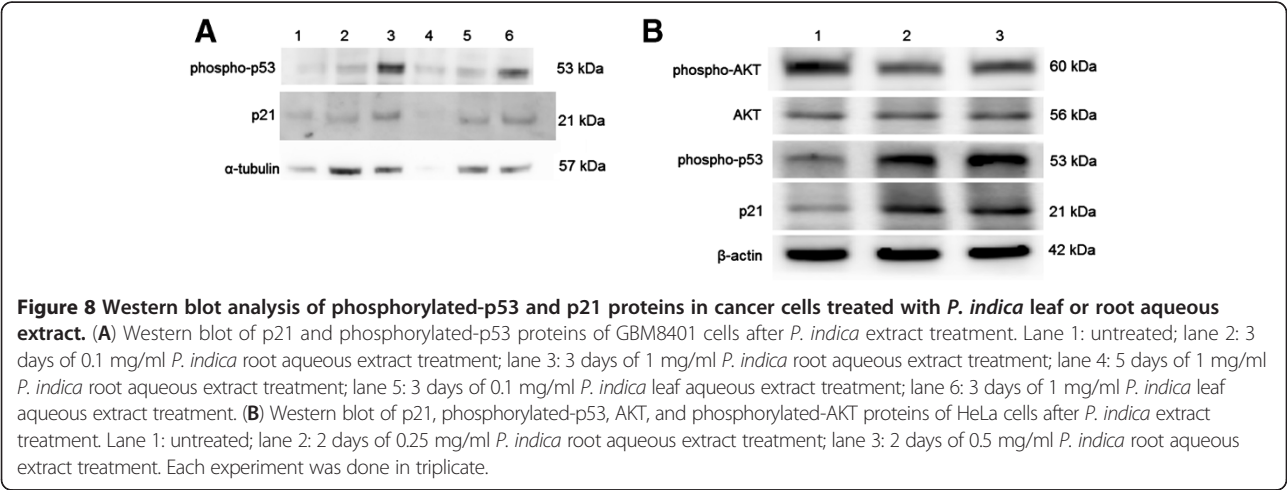 A B
1 2 3 4 5 6 1 2 3
phospho-p53 53 kDa phospho-AKT 60 kDa
p21 21 kDa AKT 56 kDa
α-tubulin 57 kDa phospho-p53 53 kDa
p21 21 kDa
β-actin 42 kDa
Figure 8 Western blot analysis of phosphorylated-p53 and p21 proteins in cancer cells treated with P. indica leaf or root aqueous
extract. (A) Western blot of p21 and phosphorylated-p53 proteins of GBM8401 cells after P. indica extract treatment. Lane 1: untreated; lane 2: 3
days of 0.1 mg/ml P. indica root aqueous extract treatment; lane 3: 3 days of 1 mg/ml P. indica root aqueous extract treatment; lane 4: 5 days of 1 mg/ml
P. indica root aqueous extract treatment; lane 5: 3 days of 0.1 mg/ml P. indica leaf aqueous extract treatment; lane 6: 3 days of 1 mg/ml P. indica leaf
aqueous extract treatment. (B) Western blot of p21, phosphorylated-p53, AKT, and phosphorylated-AKT proteins of HeLa cells after P. indica extract
treatment. Lane 1: untreated; lane 2: 2 days of 0.25 mg/ml P. indica root aqueous extract treatment; lane 3: 2 days of 0.5 mg/ml P. indica root aqueous
extract treatment. Each experiment was done in triplicate.